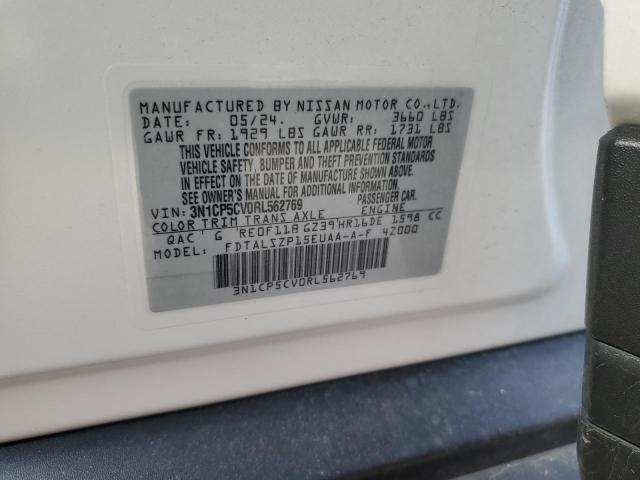 MANUFACTURED BY NISSAN MOTOR CO.,LTD.
DATE: 05/24. GVWR: 3660 LBS
GAWR FR: 1929 LBS GAWR RR: 1731 LBS
THIS VEHICLE CONFORMS TO ALL APPLICABLE FEDERAL MOTOR
VEHICLE SAFETY, BUMPER AND THEFT PREVENTION STANDARDS
IN EFFECT ON THE DATE OF MANUFACTURE SHOWN ABOVE.
SEE OWNER'S MANUAL FOR ADDITIONAL INFORMATION.
VIN: 3N1CP5CV0RL562769 PASSENGER CAR.
COLOR TRIM TRANS AXLE ENGINE
QAC G RE0F11B GZ39 HR16DE 1598 CC
MODEL: FDTALSZP15EUAA-A-F 4Z000
3N1CP5CV0RL562769